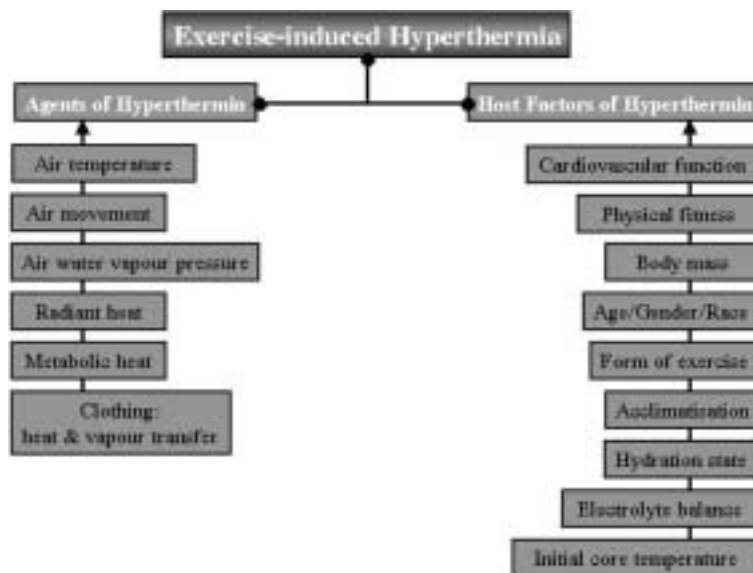 Exercise-induced Hyperthermia
Agents of Hyperthermin
Host Factors of Hyperthermin
Air temperature
Air movement
Air water vapour pressure
Radiant heat
Metabolic heat
Clothing:
heat & vapour transfer
Cardiovascular function
Physical fitness
Body mass
Age/Gender/Race
Form of exercise
Acclimatisation
Hydration state
Electrolyte balance
Initial core temperature